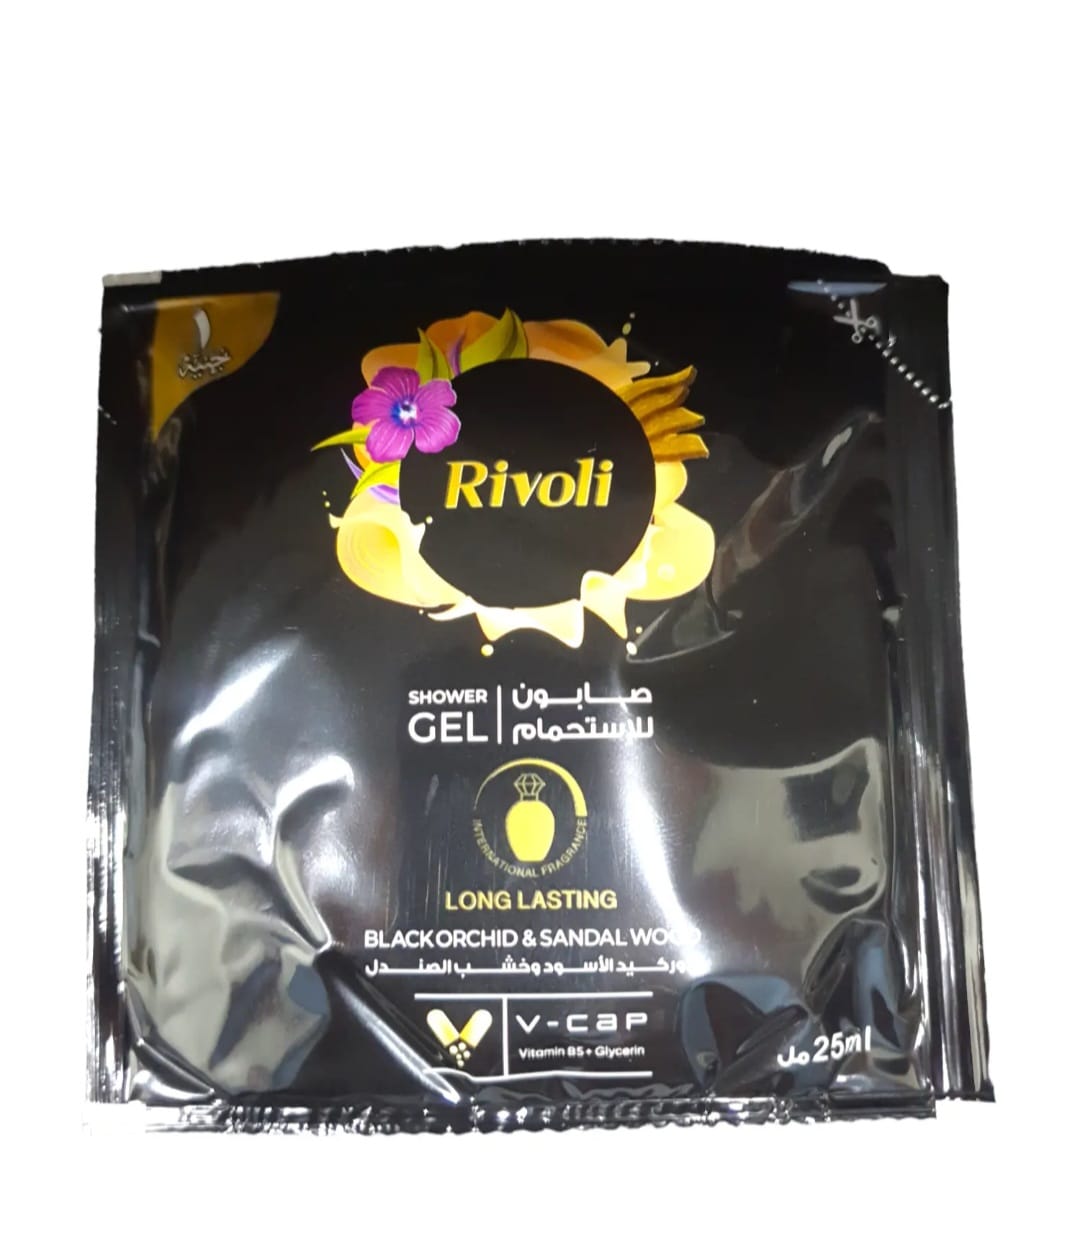 ١
جنيه
Rivoli
SHOWER
GEL
صابون
للاستحمام
INTERNATIONAL FRAGRANCE
LONG LASTING
BLACK ORCHID & SANDAL WOOD
الأسود وخشب الصندل
V-CAP
Vitamin B5+ Glycerin
25ml مل